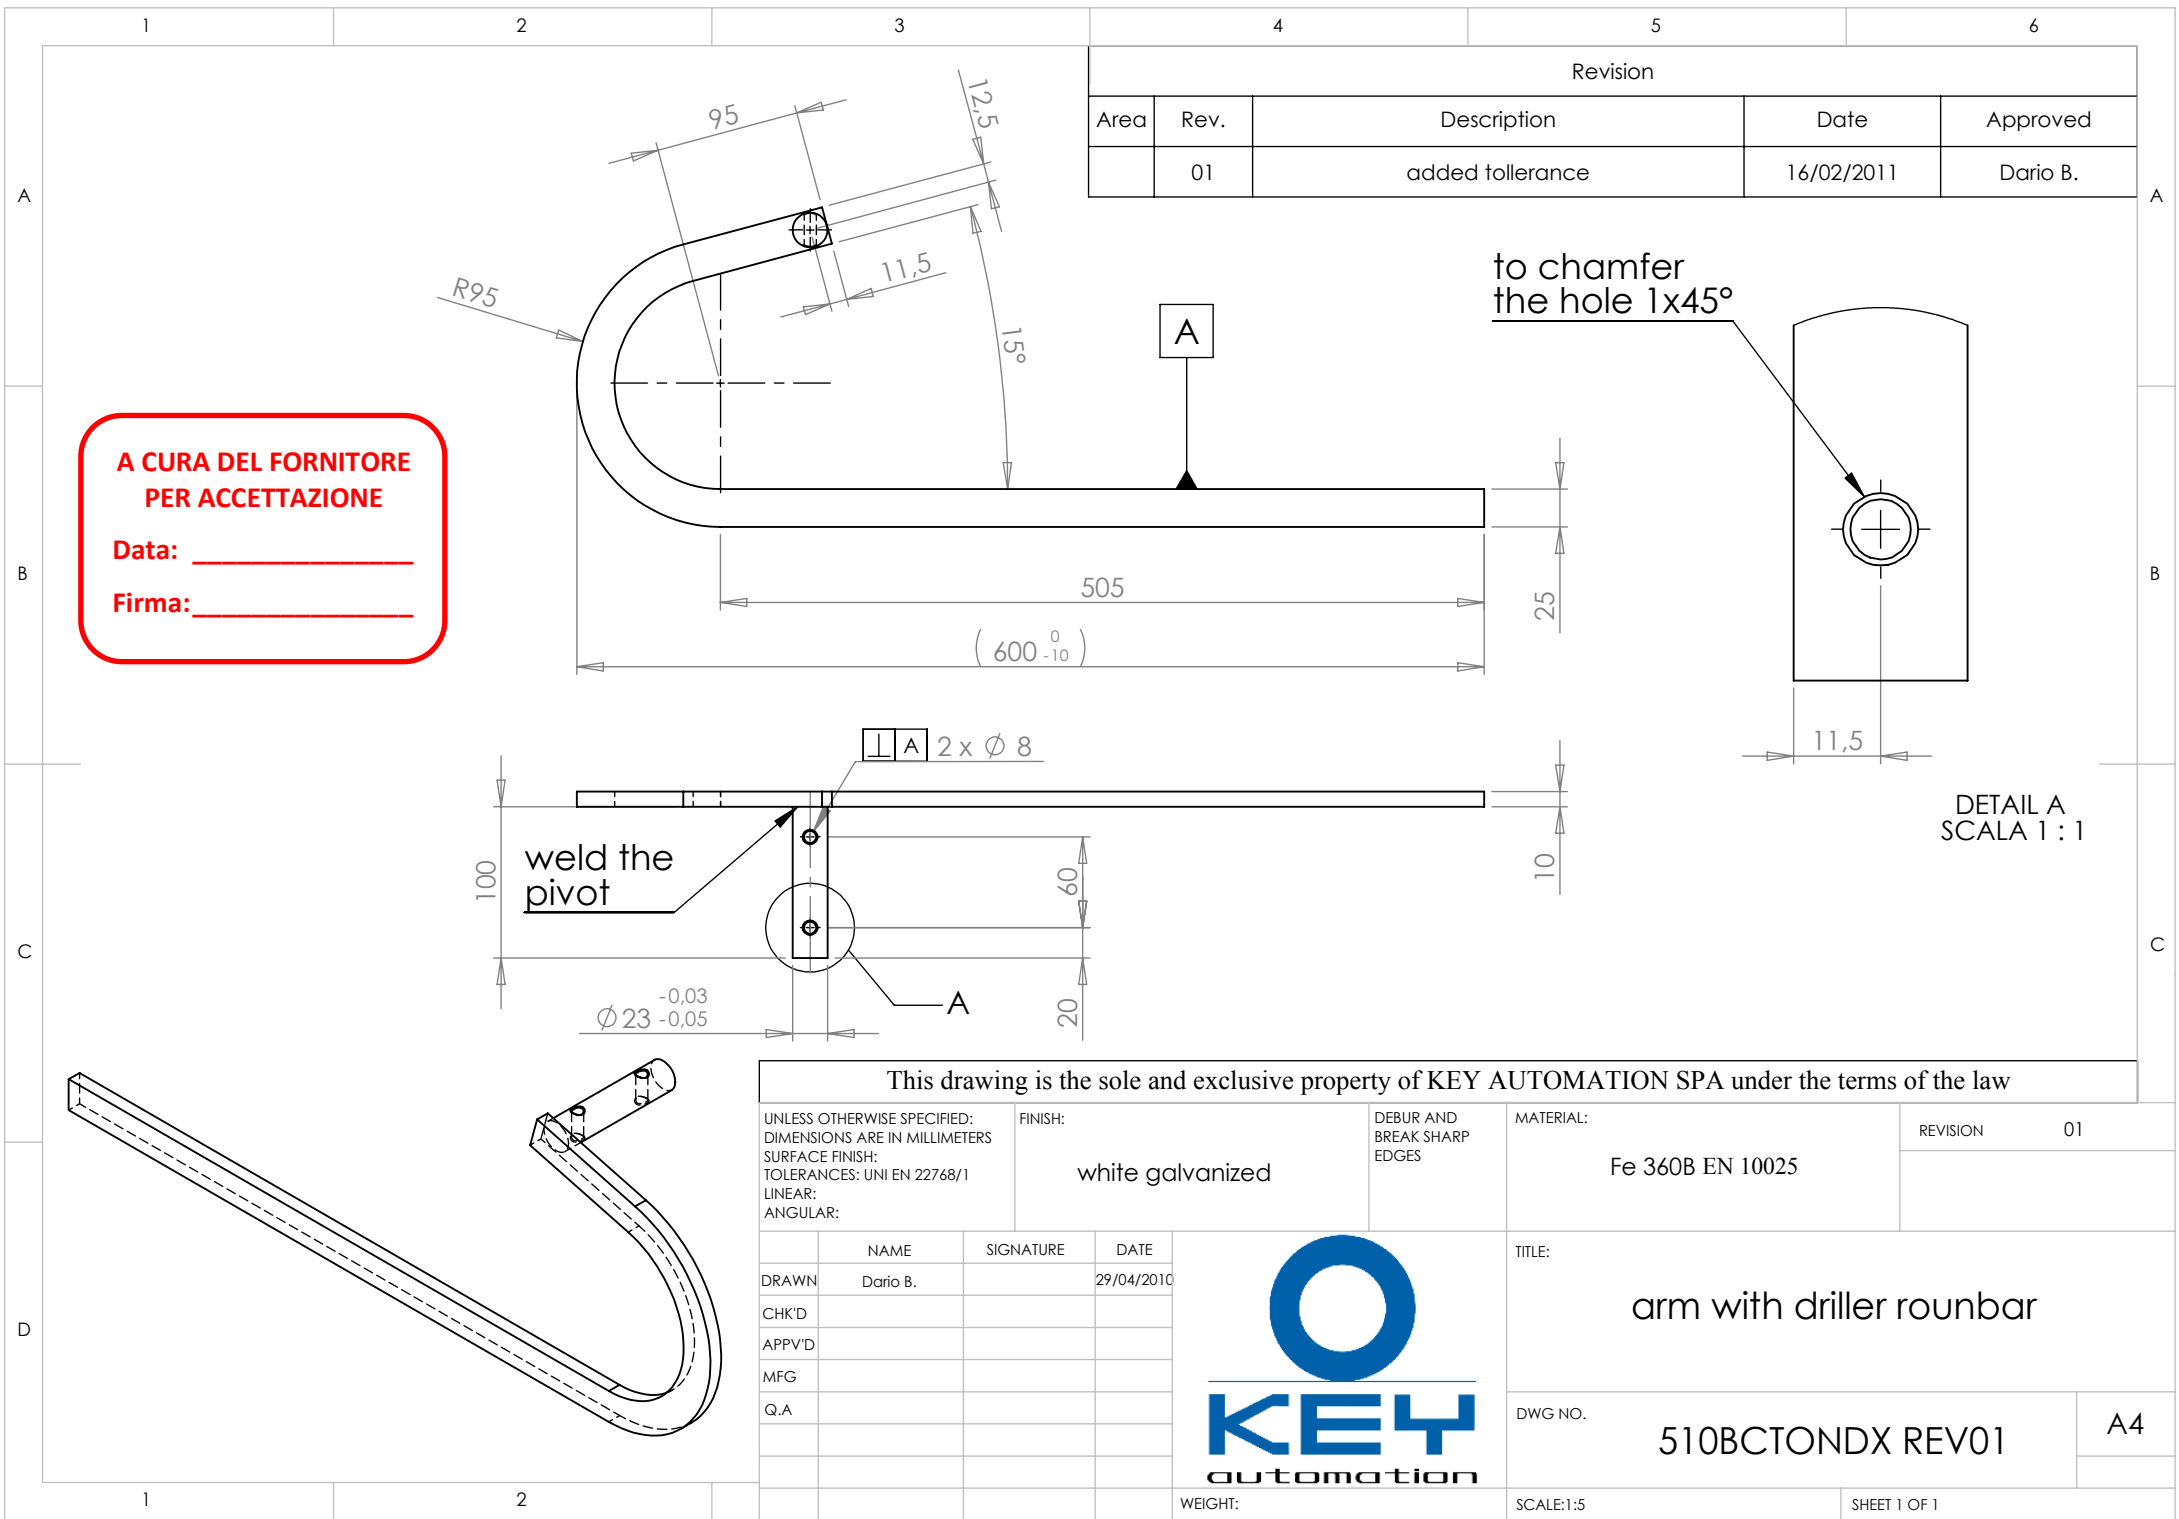 1 2 3 4 5 6
Revision
Area Rev. Description Date Approved
01 added tollerance 16/02/2011 Dario B.
A A
B B
C C
D
95
12,5
R95
11,5
15°
A
505
( 600 0 -10 )
25
to chamfer
the hole 1x45°
11,5
DETAIL A
SCALA 1 : 1
A CURA DEL FORNITORE
PER ACCETTAZIONE
Data: _______________
Firma: _______________
⊥ A 2 x ∅ 8
weld the
pivot
100
60
20
10
∅ 23 -0,03 -0,05
A
This drawing is the sole and exclusive property of KEY AUTOMATION SPA under the terms of the law
UNLESS OTHERWISE SPECIFIED:
DIMENSIONS ARE IN MILLIMETERS
SURFACE FINISH:
TOLERANCES: UNI EN 22768/1
LINEAR:
ANGULAR:
FINISH:
white galvanized
DEBUR AND
BREAK SHARP
EDGES
MATERIAL:
Fe 360B EN 10025
REVISION 01
NAME SIGNATURE DATE
DRAWN Dario B. 29/04/2010
CHK'D
APPV'D
MFG
Q.A
KEY
automation
WEIGHT:
TITLE:
arm with driller rounbar
DWG NO.
510BCTONDX REV01
A4
SCALE:1:5
SHEET 1 OF 1
1 2